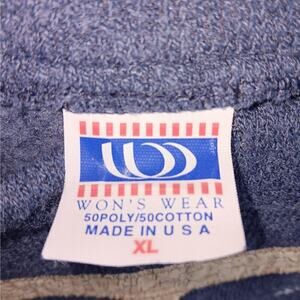 WON'S WEAR
50POLY/50COTTON
MADE IN U S A
XL